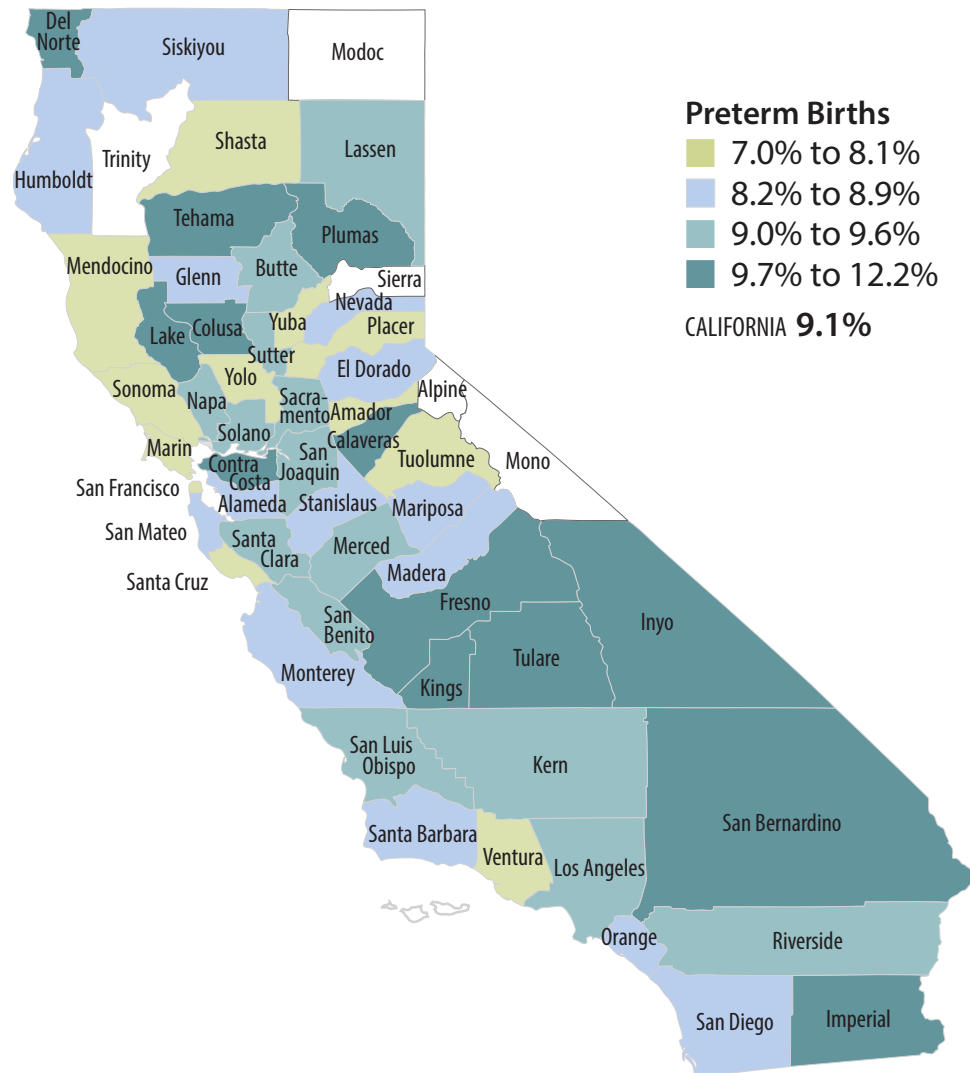 Del
Norte
Siskiyou
Modoc
Preterm Births
7.0% to 8.1%
8.2% to 8.9%
9.0% to 9.6%
9.7% to 12.2%
CALIFORNIA 9.1%
Shasta
Lassen
Trinity
Humboldt
Tehama
Plumas
Mendocino
Glenn
Butte
Sierra
Nevada
Yuba
Placer
Lake
Colusa
Sutter
El Dorado
Yolo
Sonoma
Napa
Sacra-
mento
Alpine
Amador
Solano
Calaveras
Marin
San
Joaquin
Tuolumne
Mono
Contra
Costa
San Francisco
Alameda
Stanislaus
Mariposa
San Mateo
Santa
Clara
Merced
Madera
Santa Cruz
Fresno
San
Benito
Inyo
Tulare
Monterey
Kings
San Luis
Obispo
Kern
San Bernardino
Santa Barbara
Ventura
Los Angeles
Orange
Riverside
San Diego
Imperial